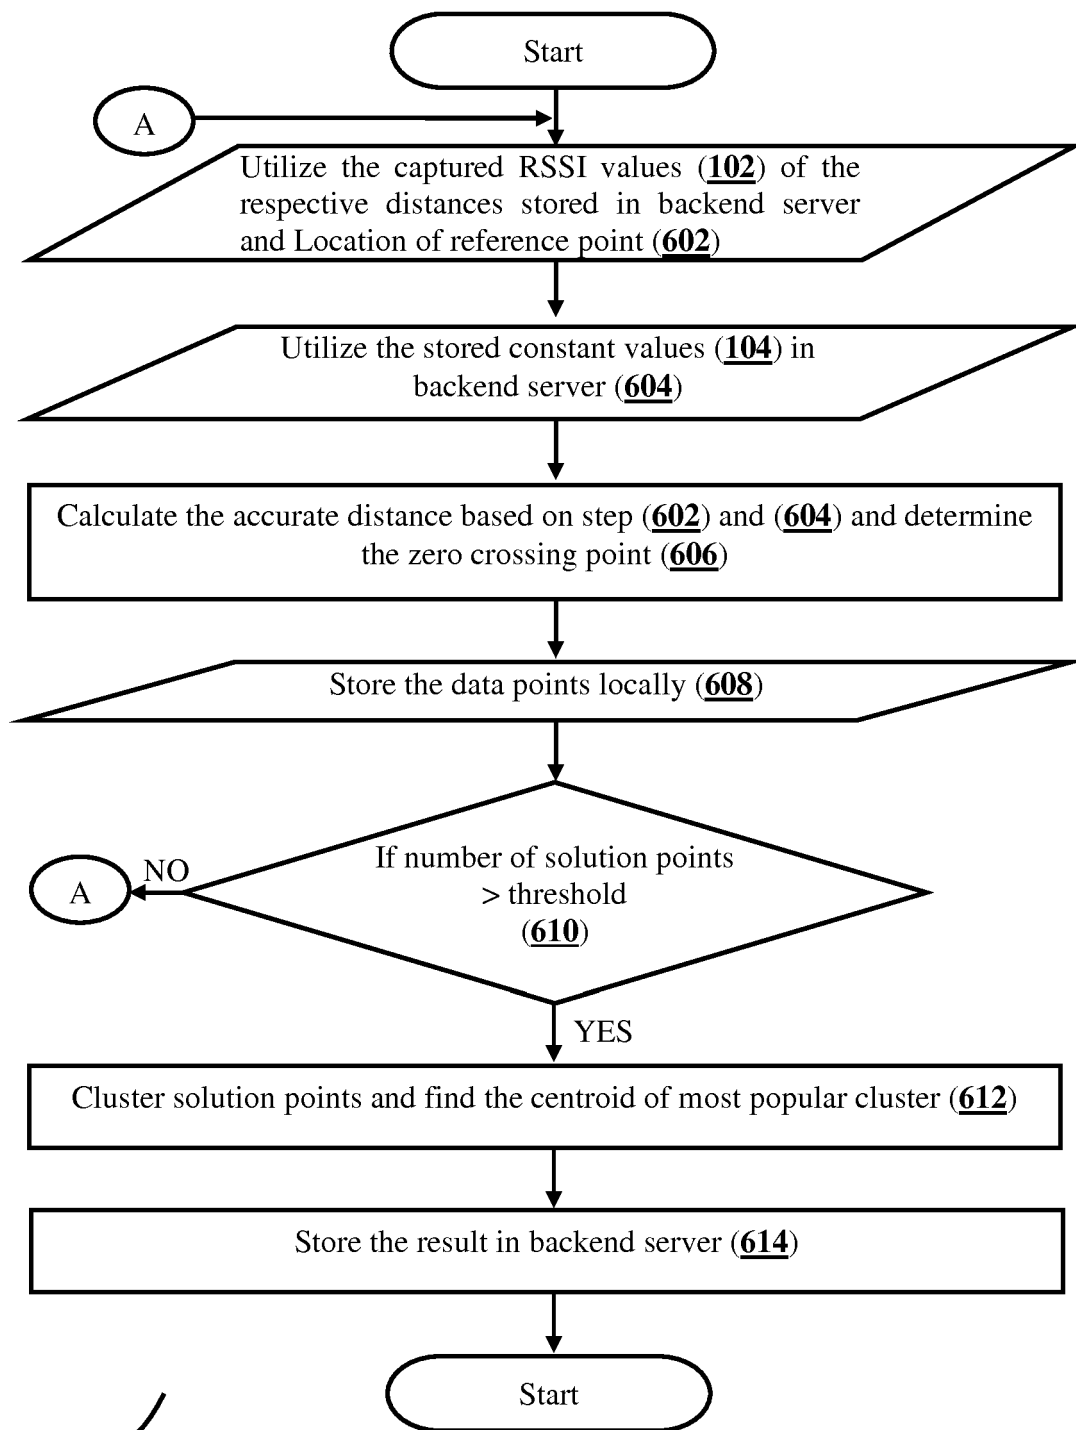 Start
A
Utilize the captured RSSI values (102) of the
respective distances stored in backend server
and Location of reference point (602)
Utilize the stored constant values (104) in
backend server (604)
Calculate the accurate distance based on step (602) and (604) and determine
the zero crossing point (606)
Store the data points locally (608)
If number of solution points
> threshold
(610)
NO
A
YES
Cluster solution points and find the centroid of most popular cluster (612)
Store the result in backend server (614)
Start